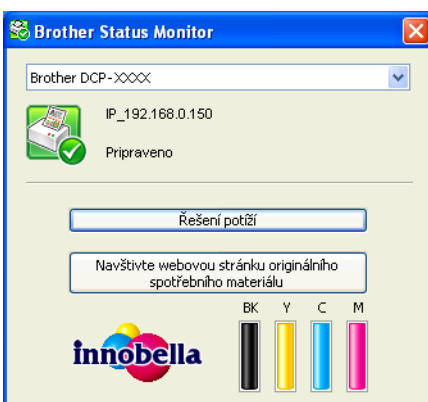 Brother Status Monitor
Brother DCP-XXXX
IP_192.168.0.150
Pripraveno
Řešení potíží
Navštivte webovou stránku originálního
spotřebního materiálu
BK Y C M
innobella